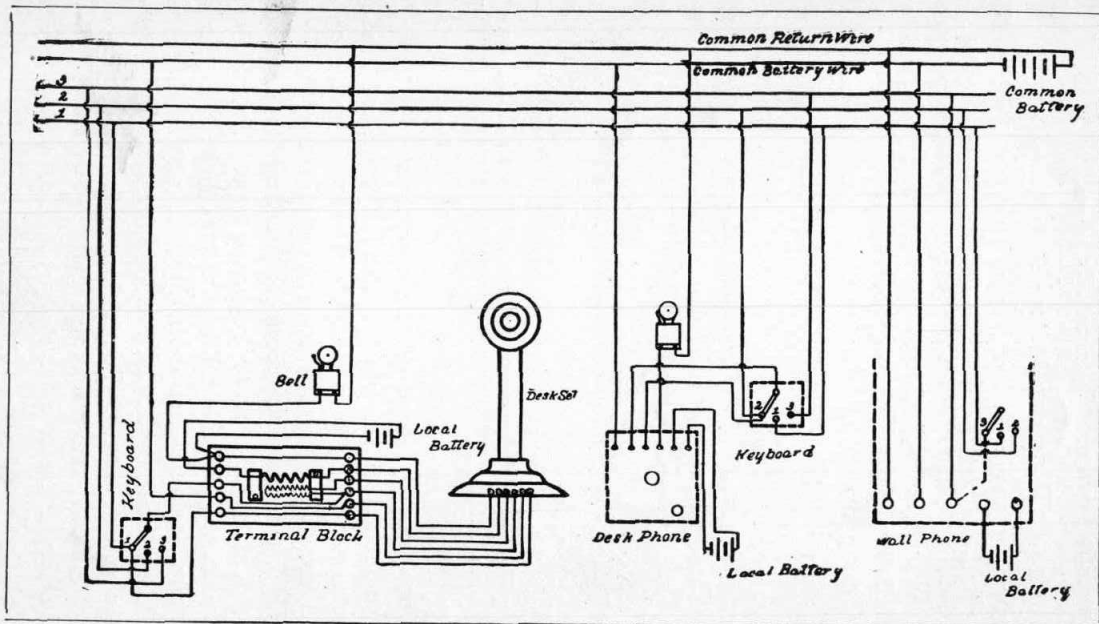 Common Return Wire
Common Battery Wire
3
2
1
Common
Battery
Bell
Desk Set
Local
Battery
Keyboard
Terminal Block
1
2
3
2
1
3
Keyboard
Desk Phone
Local Battery
3
1
2
Wall Phone
Local
Battery